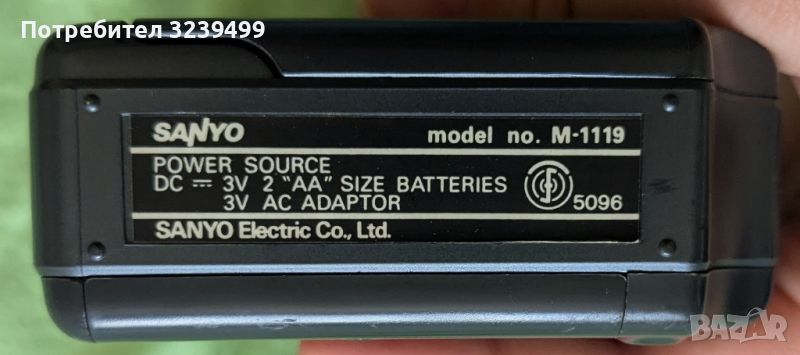 Потребител 3239499
SANYO model no. M-1119
POWER SOURCE
DC ⎓ 3V 2 "AA" SIZE BATTERIES
3V AC ADAPTOR
5096
SANYO Electric Co., Ltd.
BAZAR